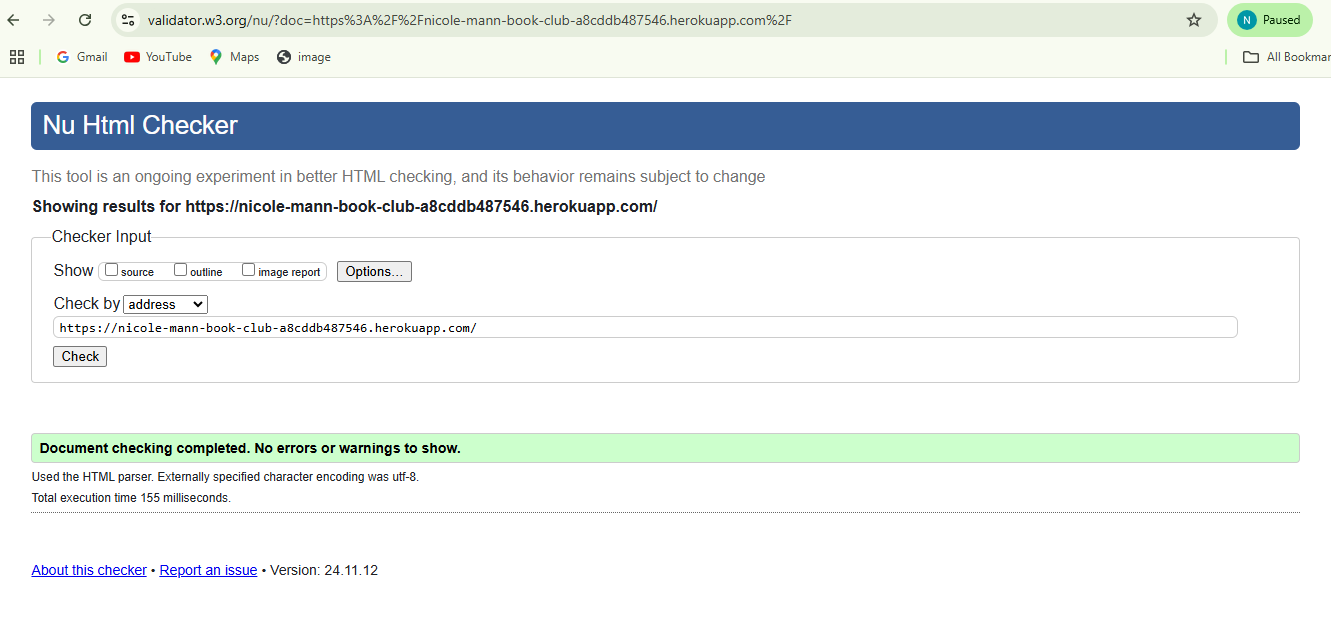 validator.w3.org/nu/?doc=https%3A%2F%2Fnicole-mann-book-club-a8cddb487546.herokuapp.com%2F
N Paused
Gmail YouTube Maps image All Bookmar
Nu Html Checker
This tool is an ongoing experiment in better HTML checking, and its behavior remains subject to change
Showing results for https://nicole-mann-book-club-a8cddb487546.herokuapp.com/
Checker Input
Show source outline image report Options...
Check by address
https://nicole-mann-book-club-a8cddb487546.herokuapp.com/
Check
Document checking completed. No errors or warnings to show.
Used the HTML parser. Externally specified character encoding was utf-8.
Total execution time 155 milliseconds.
About this checker • Report an issue • Version: 24.11.12